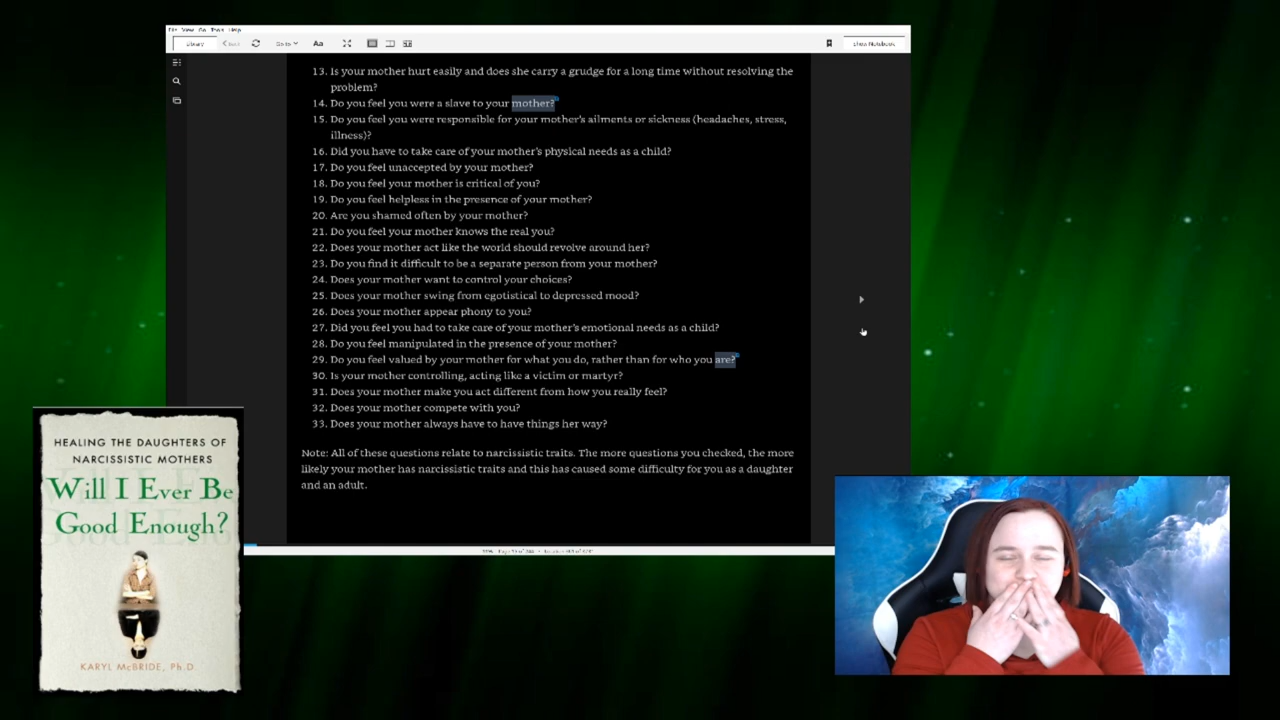 File View Go Tools Help
Library
Back
Go to
Aa
13. Is your mother hurt easily and does she carry a grudge for a long time without resolving the
problem?
14. Do you feel you were a slave to your mother?
15. Do you feel you were responsible for your mother's ailments or sickness (headaches, stress,
illness)?
16. Did you have to take care of your mother's physical needs as a child?
17. Do you feel unaccepted by your mother?
18. Do you feel your mother is critical of you?
19. Do you feel helpless in the presence of your mother?
20. Are you shamed often by your mother?
21. Do you feel your mother knows the real you?
22. Does your mother act like the world should revolve around her?
23. Do you find it difficult to be a separate person from your mother?
24. Does your mother want to control your choices?
25. Does your mother swing from egotistical to depressed mood?
26. Does your mother appear phony to you?
27. Did you feel you had to take care of your mother's emotional needs as a child?
28. Do you feel manipulated in the presence of your mother?
29. Do you feel valued by your mother for what you do, rather than for who you are?
30. Is your mother controlling, acting like a victim or martyr?
31. Does your mother make you act different from how you really feel?
32. Does your mother compete with you?
33. Does your mother always have to have things her way?
Note: All of these questions relate to narcissistic traits. The more questions you checked, the more
likely your mother has narcissistic traits and this has caused some difficulty for you as a daughter
and an adult.
HEALING THE DAUGHTERS OF
NARCISSISTIC MOTHERS
Will I Ever Be
Good Enough?
KARYL McBRIDE, Ph.D.